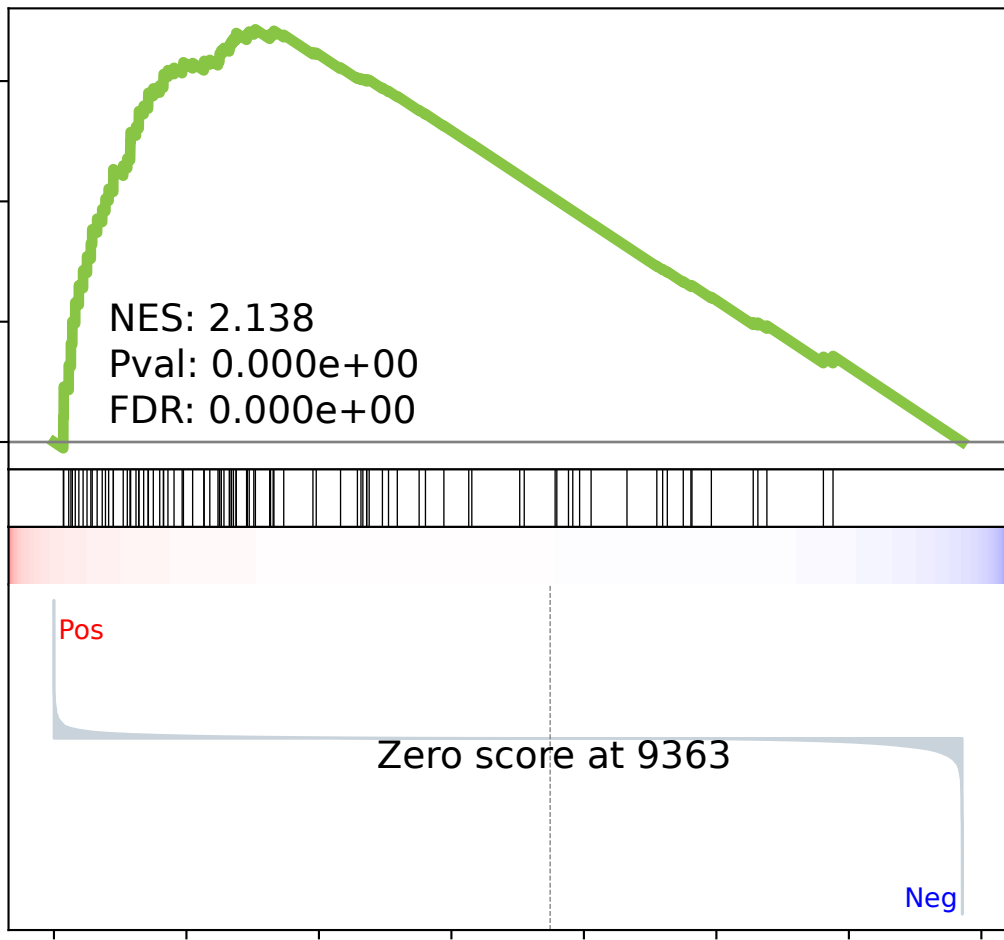 NES: 2.138
Pval: 0.000e+00
FDR: 0.000e+00
Pos
Zero score at 9363
Neg